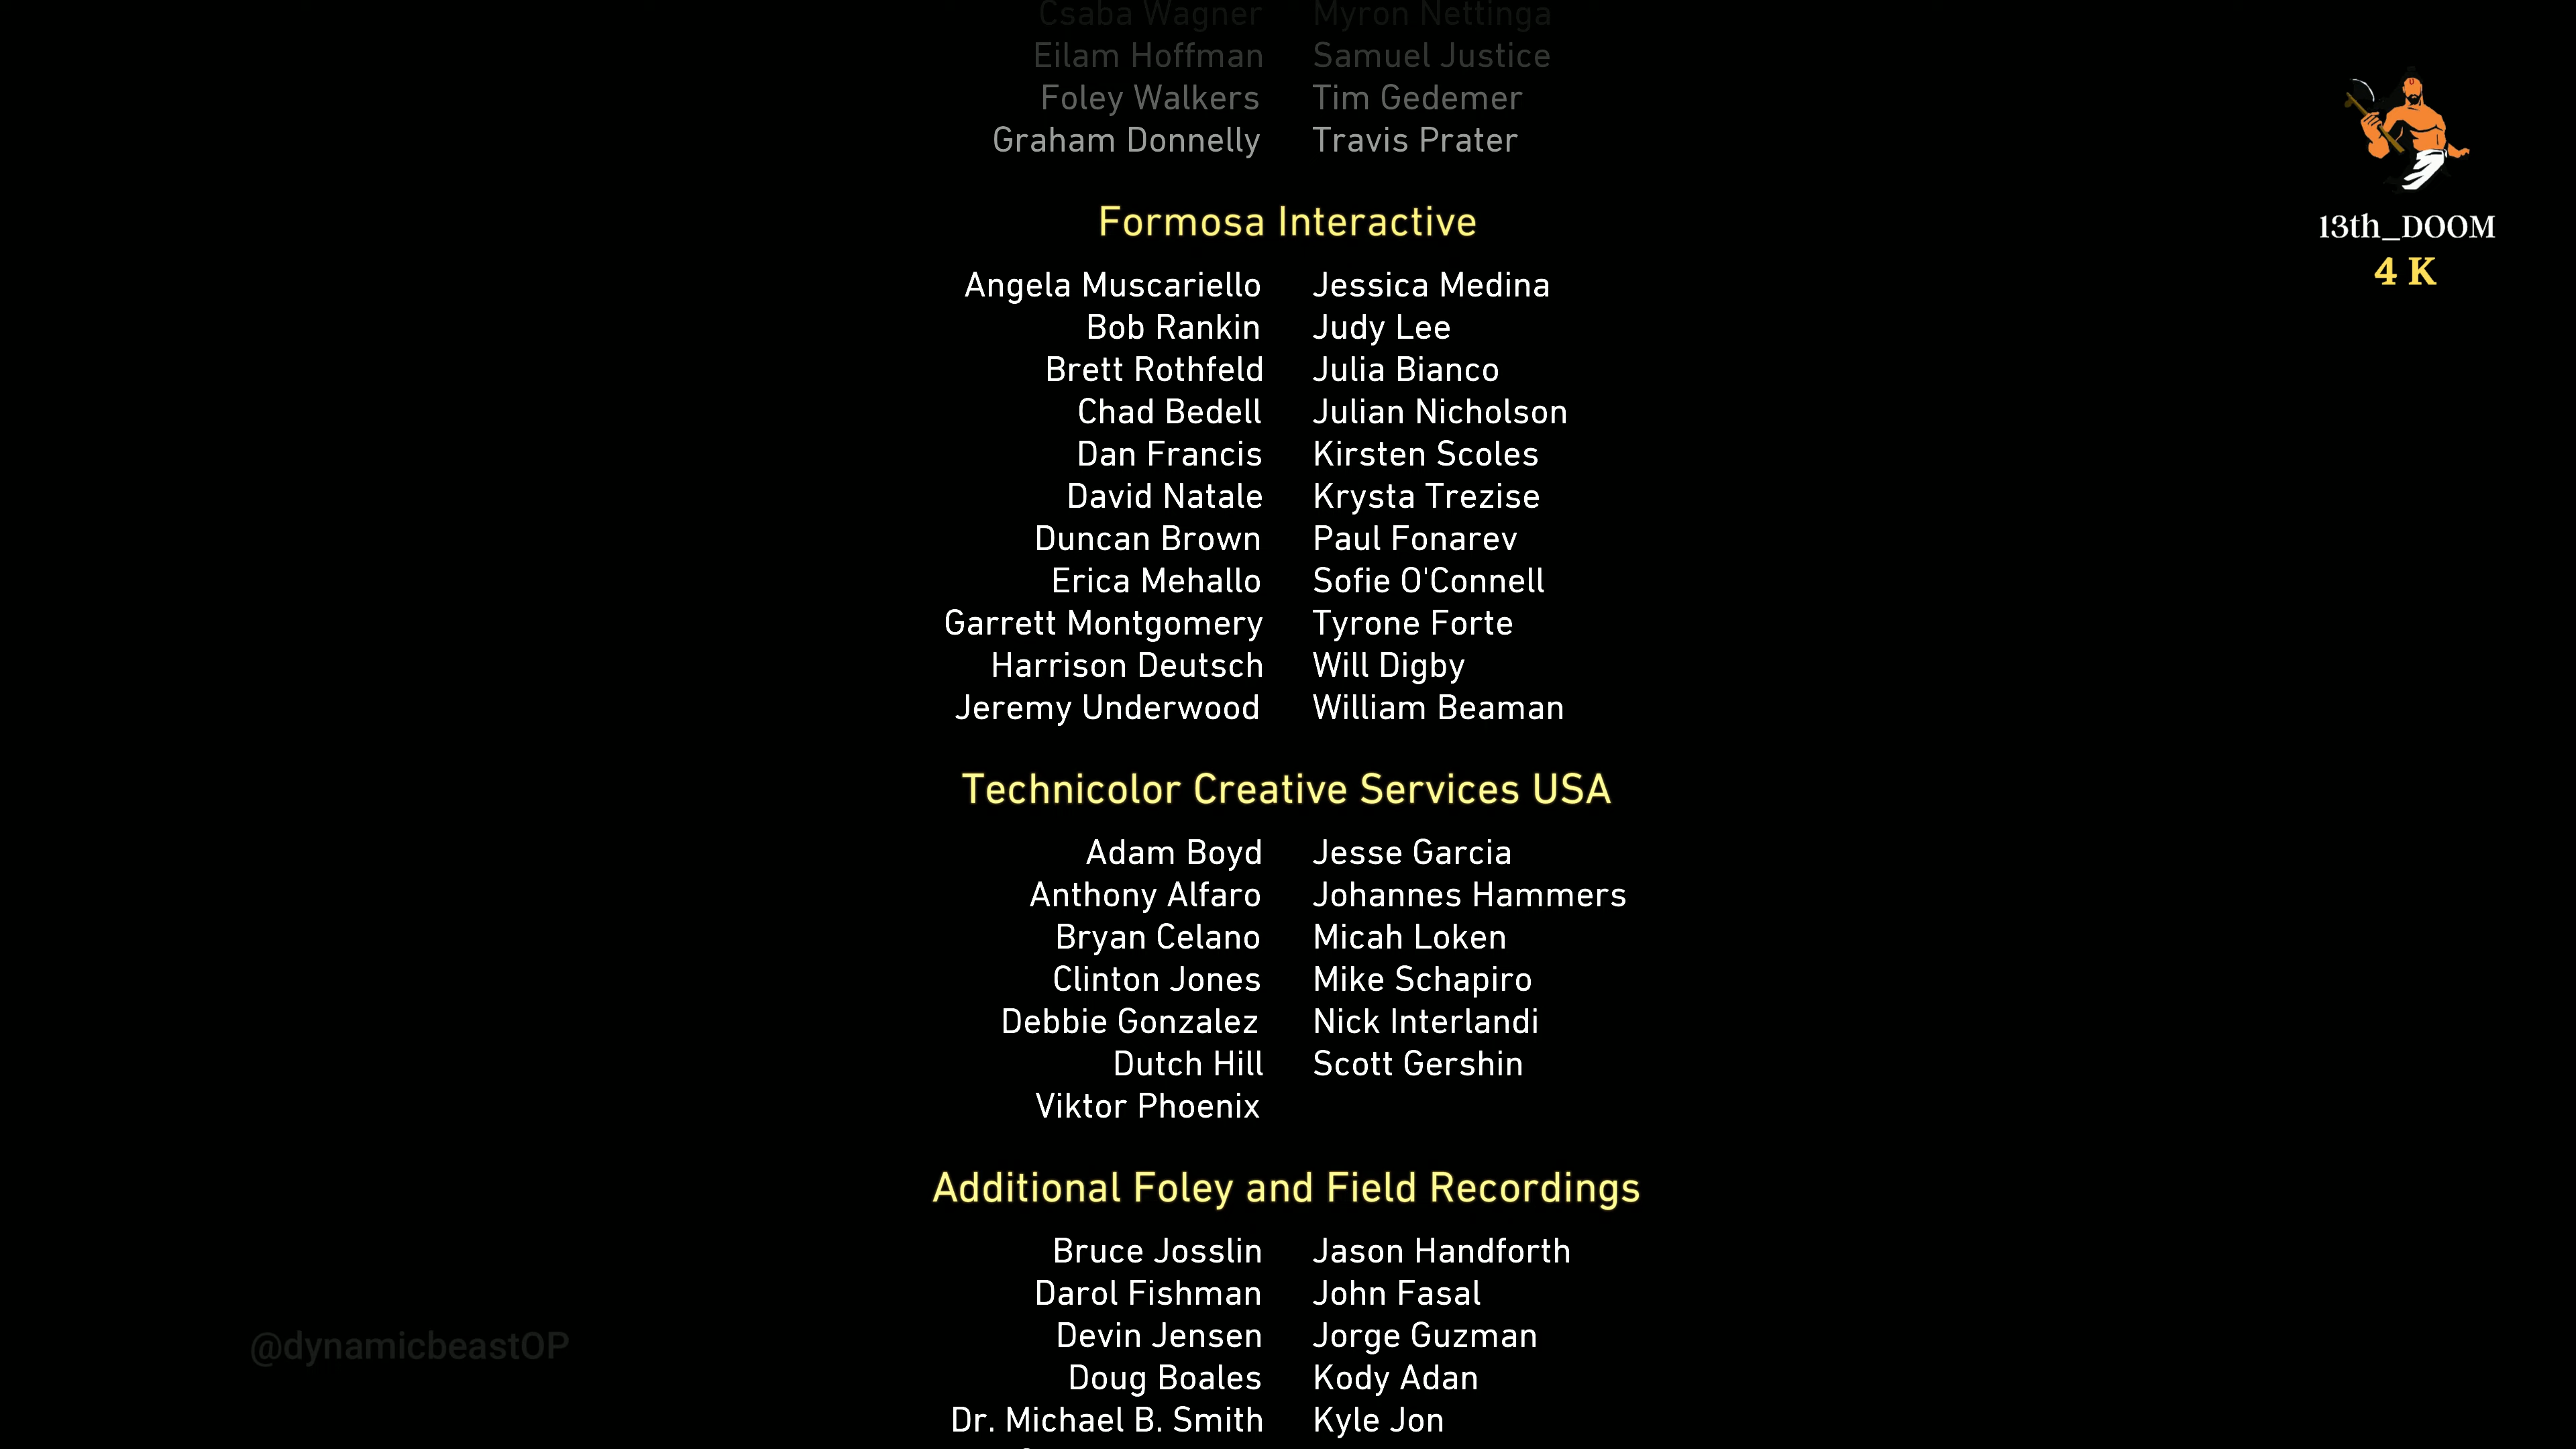 Csaba Wagner Myron Nettinga
Eilam Hoffman Samuel Justice
Foley Walkers Tim Gedemer
Graham Donnelly Travis Prater
Formosa Interactive
Angela Muscariello Jessica Medina
Bob Rankin Judy Lee
Brett Rothfeld Julia Bianco
Chad Bedell Julian Nicholson
Dan Francis Kirsten Scoles
David Natale Krysta Trezise
Duncan Brown Paul Fonarev
Erica Mehallo Sofie O'Connell
Garrett Montgomery Tyrone Forte
Harrison Deutsch Will Digby
Jeremy Underwood William Beaman
Technicolor Creative Services USA
Adam Boyd Jesse Garcia
Anthony Alfaro Johannes Hammers
Bryan Celano Micah Loken
Clinton Jones Mike Schapiro
Debbie Gonzalez Nick Interlandi
Dutch Hill Scott Gershin
Viktor Phoenix
Additional Foley and Field Recordings
Bruce Josslin Jason Handforth
Darol Fishman John Fasal
Devin Jensen Jorge Guzman
Doug Boales Kody Adan
Dr. Michael B. Smith Kyle Jon
13th_DOOM
4 K
@dynamicbeastOP